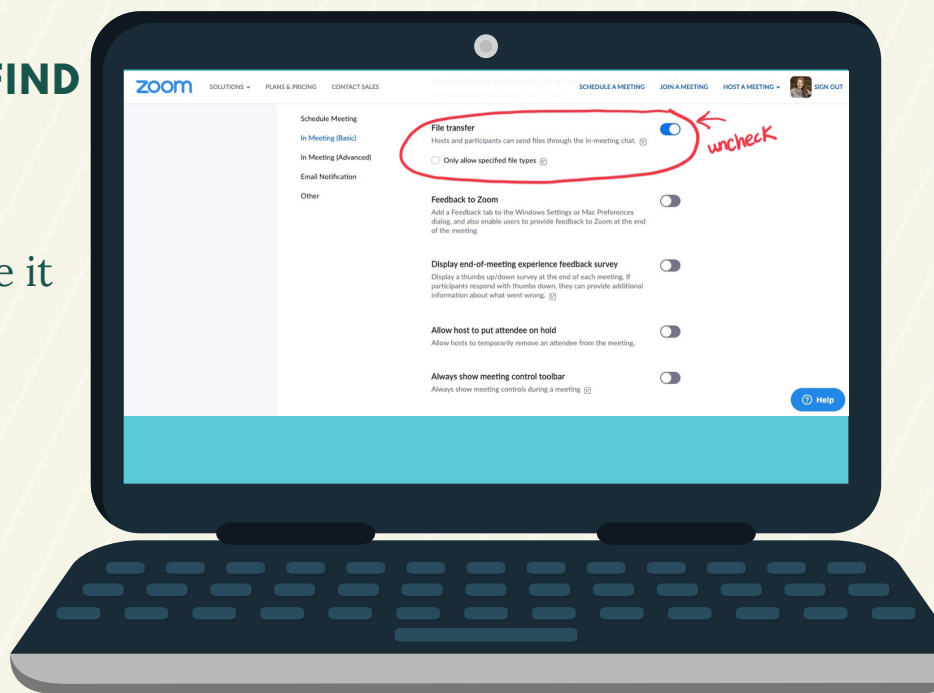 FIND
e it
zoom SOLUTIONS PLANS & PRICING CONTACT SALES SCHEDULE A MEETING JOIN A MEETING HOST A MEETING SIGN OUT
Schedule Meeting
In Meeting (Basic)
In Meeting (Advanced)
Email Notification
Other
File transfer
Hosts and participants can send files through the in-meeting chat.
Only allow specified file types
uncheck
Feedback to Zoom
Add a Feedback tab to the Windows Settings or Mac Preferences
dialog, and also enable users to provide feedback to Zoom at the end
of the meeting
Display end-of-meeting experience feedback survey
Display a thumbs up/down survey at the end of each meeting. If
participants respond with thumbs down, they can provide additional
information about what went wrong.
Allow host to put attendee on hold
Allow hosts to temporarily remove an attendee from the meeting.
Always show meeting control toolbar
Always show meeting controls during a meeting
Help